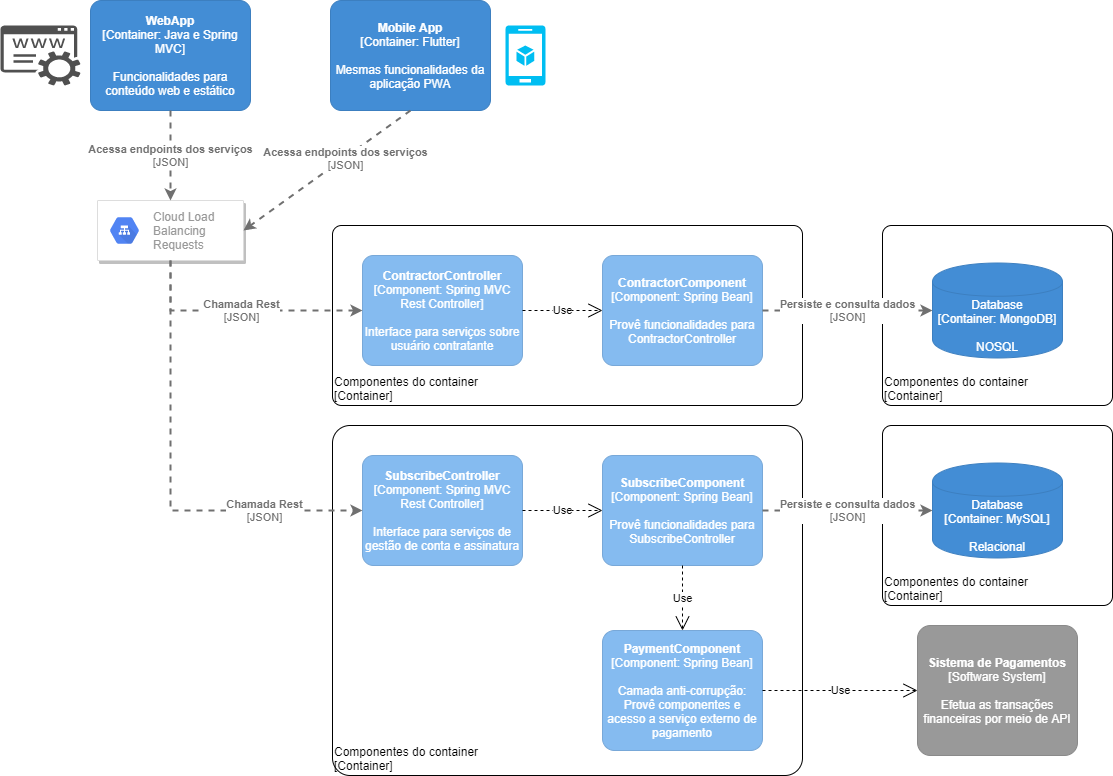 WWW
WebApp
[Container: Java e Spring
MVC]
Funcionalidades para
conteúdo web e estático
Mobile App
[Container: Flutter]
Mesmas funcionalidades da
aplicação PWA
Acessa endpoints dos serviços
[JSON]
Acessa endpoints dos serviços
[JSON]
Cloud Load
Balancing
Requests
Chamada Rest
[JSON]
ContractorController
[Component: Spring MVC
Rest Controller]
Interface para serviços sobre
usuário contratante
Use
ContractorComponent
[Component: Spring Bean]
Provê funcionalidades para
ContractorController
Componentes do container
[Container]
Persiste e consulta dados
[JSON]
Database
[Container: MongoDB]
NOSQL
Componentes do container
[Container]
Chamada Rest
[JSON]
SubscribeController
[Component: Spring MVC
Rest Controller]
Interface para serviços de
gestão de conta e assinatura
Use
SubscribeComponent
[Component: Spring Bean]
Provê funcionalidades para
SubscribeController
Persiste e consulta dados
[JSON]
Database
[Container: MySQL]
Relacional
Componentes do container
[Container]
Use
PaymentComponent
[Component: Spring Bean]
Camada anti-corrupção:
Provê componentes e
acesso a serviço externo de
pagamento
Use
Sistema de Pagamentos
[Software System]
Efetua as transações
financeiras por meio de API
Componentes do container
[Container]